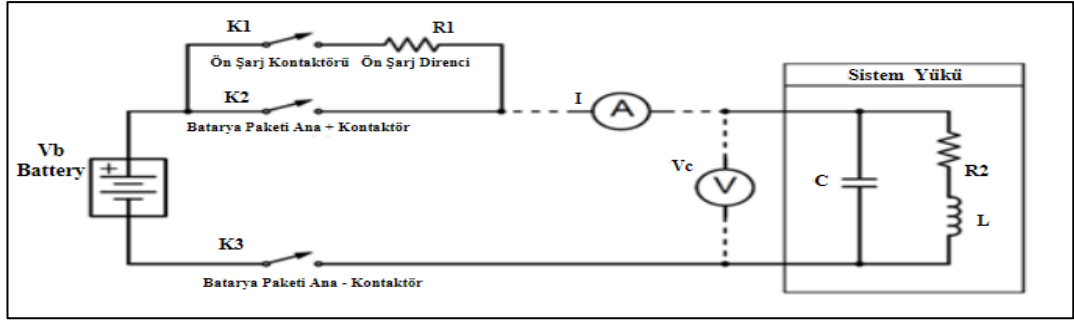 K1
R1
Ön Şarj Kontaktörü Ön Şarj Direnci
K2
Batarya Paketi Ana + Kontaktör
I
A
Sistem Yükü
Vb
Battery
+
Vc
V
C
R2
L
K3
Batarya Paketi Ana - Kontaktör